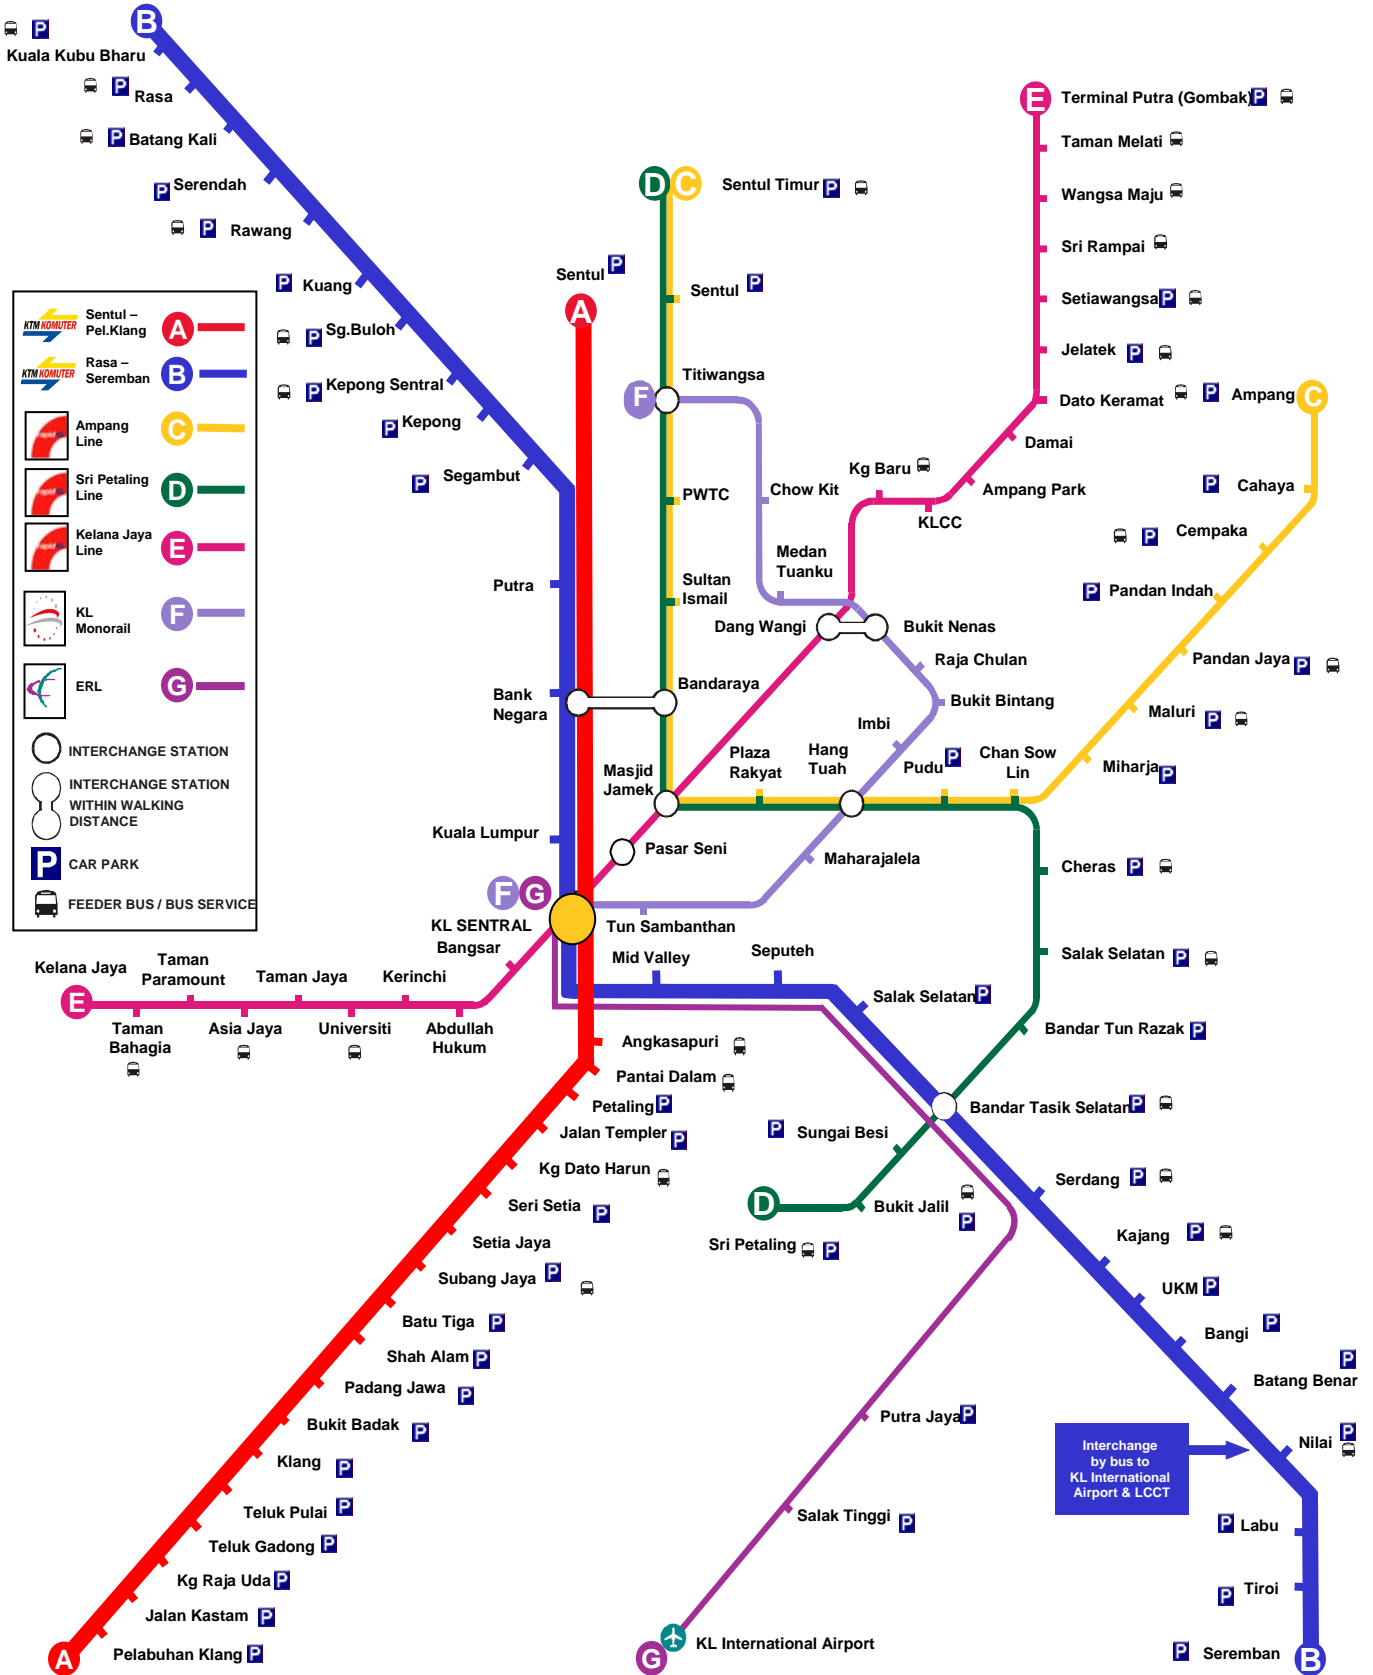 B
Kuala Kubu Bharu
P
Rasa
P
Batang Kali
P
Serendah
P
Rawang
P
Kuang
P
Sg.Buloh
P
Kepong Sentral
P
Kepong
P
Segambut
P
Putra
Bank
Negara
Kuala Lumpur
KL SENTRAL
F
G
Sentul –
Pel.Klang
KTM KOMUTER
A
Rasa –
Seremban
KTM KOMUTER
B
Ampang
Line
C
Sri Petaling
Line
D
Kelana Jaya
Line
E
KL
Monorail
F
ERL
G
INTERCHANGE STATION
INTERCHANGE STATION
WITHIN WALKING
DISTANCE
P
CAR PARK
FEEDER BUS / BUS SERVICE
Sentul
P
A
D
C
Sentul Timur
P
Sentul
P
Titiwangsa
F
PWTC
Sultan
Ismail
Bandaraya
Masjid
Jamek
Plaza
Rakyat
Hang
Tuah
Pudu
P
Chan Sow
Lin
Chow Kit
Medan
Tuanku
Dang Wangi
Bukit Nenas
Raja Chulan
Bukit Bintang
Imbi
Maharajalela
Tun Sambanthan
Pasar Seni
E
Terminal Putra (Gombak)
P
Taman Melati
Wangsa Maju
Sri Rampai
Setiawangsa
P
Jelatek
P
Dato Keramat
Damai
Ampang Park
KLCC
Kg Baru
P
Ampang
C
P
Cahaya
P
Cempaka
P
Pandan Indah
Pandan Jaya
P
Maluri
P
Miharja
P
Cheras
P
Salak Selatan
P
Bandar Tun Razak
P
Bandar Tasik Selatan
P
Sungai Besi
P
Bukit Jalil
P
D
Sri Petaling
P
Bangsar
Kerinchi
Abdullah
Hukum
Universiti
Taman Jaya
Asia Jaya
Taman
Paramount
Taman
Bahagia
Kelana Jaya
E
Mid Valley
Seputeh
Salak Selatan
P
Serdang
P
Kajang
P
UKM
P
Bangi
P
Batang Benar
P
Nilai
P
Interchange
by bus to
KL International
Airport & LCCT
P
Labu
P
Tiroi
P
Seremban
B
Angkasapuri
Pantai Dalam
Petaling
P
Jalan Templer
P
Kg Dato Harun
Seri Setia
P
Setia Jaya
Subang Jaya
P
Batu Tiga
P
Shah Alam
P
Padang Jawa
P
Bukit Badak
P
Klang
P
Teluk Pulai
P
Teluk Gadong
P
Kg Raja Uda
P
Jalan Kastam
P
Pelabuhan Klang
P
A
Putra Jaya
P
Salak Tinggi
P
KL International Airport
G